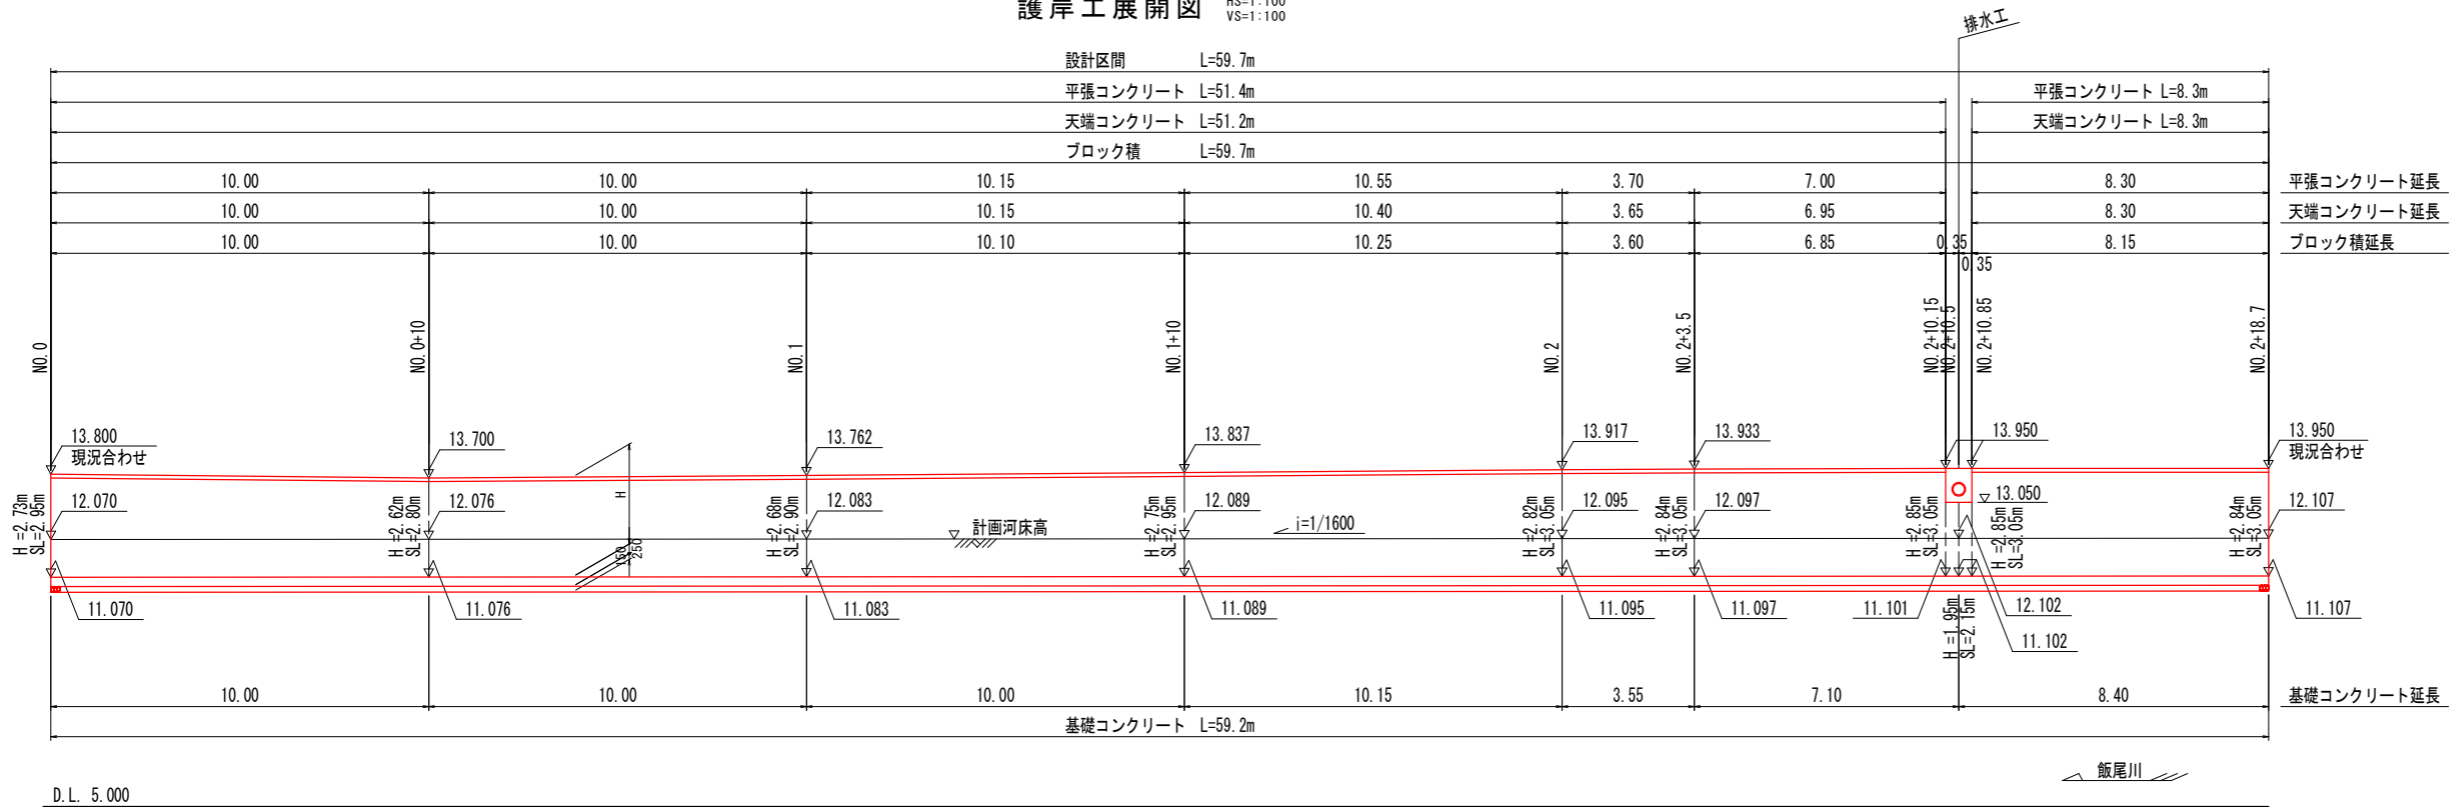 護岸工展開図 HS=1:100
VS=1:100
排水工
設計区間 L=59.7m
平張コンクリート L=51.4m 平張コンクリート L=8.3m
天端コンクリート L=51.2m 天端コンクリート L=8.3m
ブロック積 L=59.7m
10.00 10.00 10.15 10.55 3.70 7.00 8.30 平張コンクリート延長
10.00 10.00 10.15 10.40 3.65 6.95 8.30 天端コンクリート延長
10.00 10.00 10.10 10.25 3.60 6.85 0.35 8.15 ブロック積延長
0.35
NO.0 NO.0+10 NO.1 NO.1+10 NO.2 NO.2+3.5 NO.2+10.15 NO.2+10.5 NO.2+10.85 NO.2+18.7
13.800 13.700 13.762 13.837 13.917 13.933 13.950 13.950
現況合わせ 現況合わせ
12.070 12.076 12.083 12.089 12.095 12.097 13.050 12.107
H=2.73m H=2.62m H=2.68m H=2.75m H=2.82m H=2.84m H=2.85m H=2.85m H=2.84m
SL=2.95m SL=2.80m SL=2.90m SL=2.95m SL=3.05m SL=3.05m SL=3.05m SL=3.05m SL=3.05m
H
150
250
計画河床高 i=1/1600
11.070 11.076 11.083 11.089 11.095 11.097 11.101 12.102 11.107
11.102
H=1.95m
SL=2.15m
10.00 10.00 10.00 10.15 3.55 7.10 8.40 基礎コンクリート延長
基礎コンクリート L=59.2m
飯尾川
D.L. 5.000